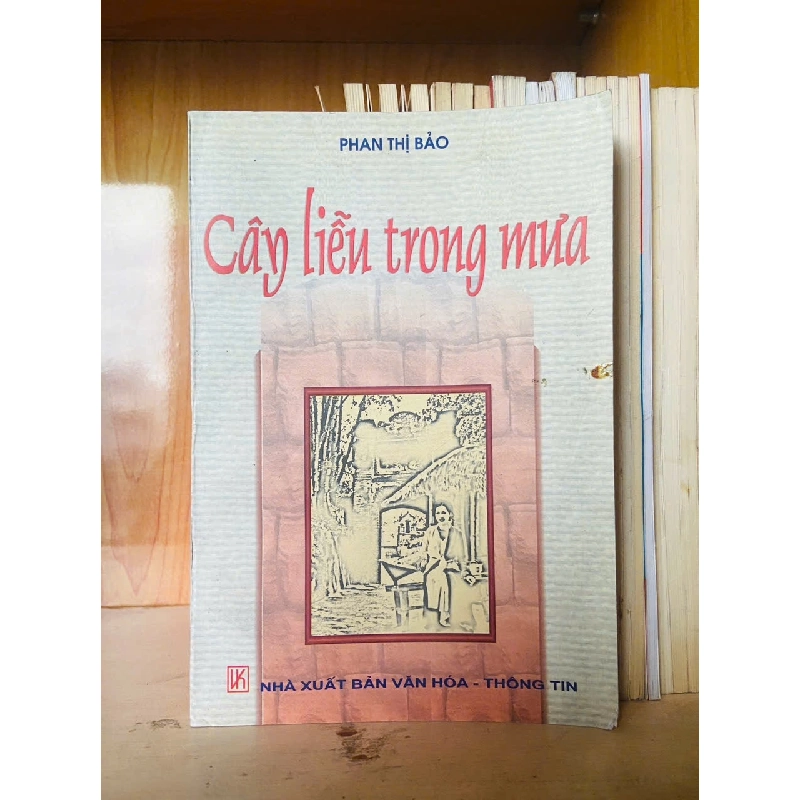 PHAN THỊ BẢO
Cây liễu trong mưa
NHÀ XUẤT BẢN VĂN HÓA - THÔNG TIN